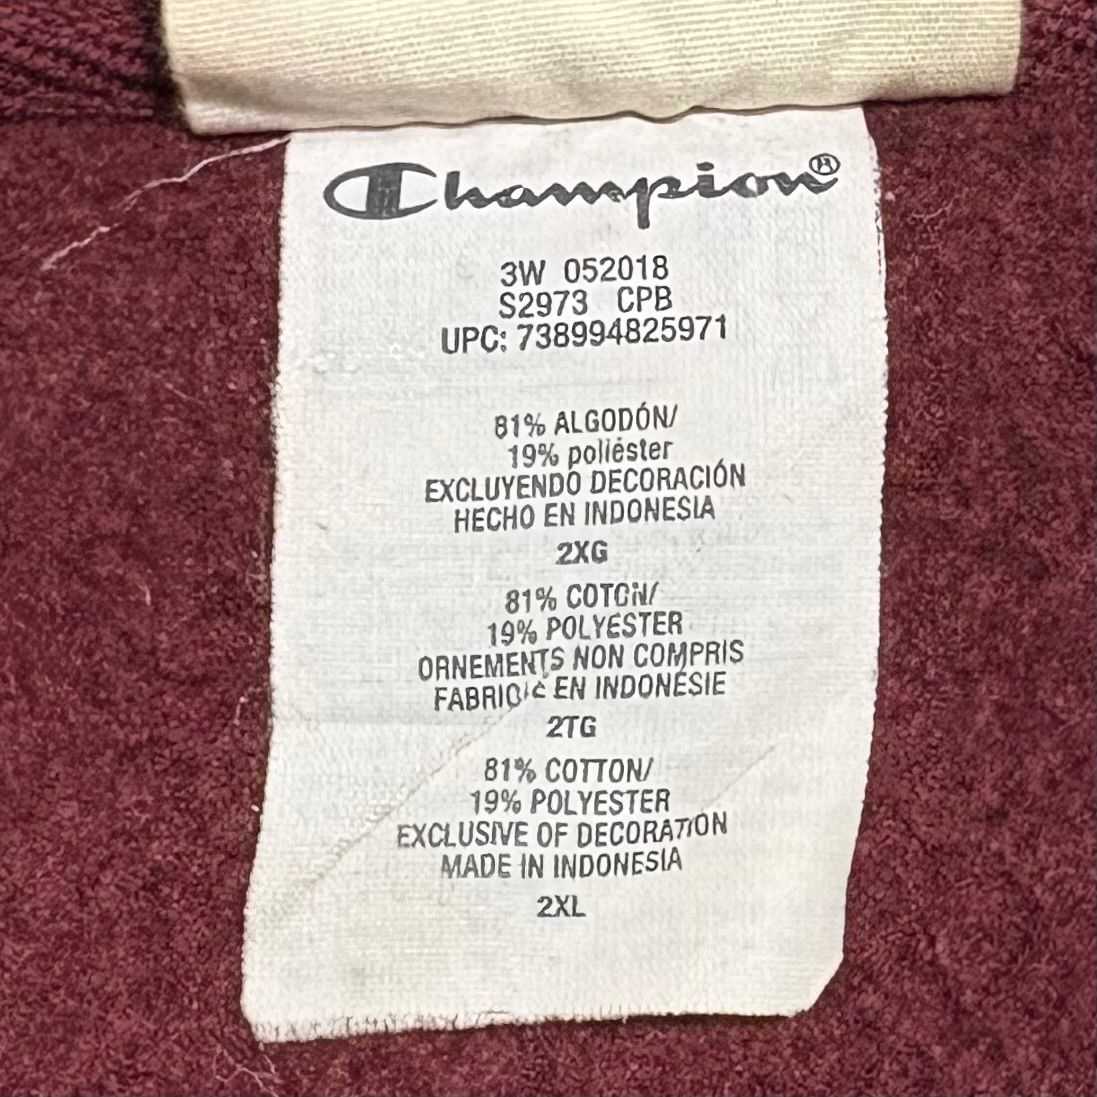 Champion®
3W 052018
S2973 CPB
UPC: 738994825971
81% ALGODÓN/
19% poliéster
EXCLUYENDO DECORACIÓN
HECHO EN INDONESIA
2XG
81% COTON/
19% POLYESTER
ORNEMENTS NON COMPRIS
EN INDONÉSIE
2TG
81% COTTON/
19% POLYESTER
EXCLUSIVE OF DECORATION
MADE IN INDONESIA
2XL